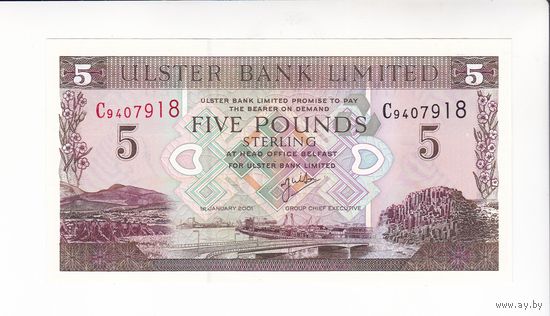 5 ULSTER BANK LIMITED 5
C9407918 C9407918
ULSTER BANK LIMITED PROMISE TO PAY
THE BEARER ON DEMAND
5 FIVE POUNDS 5
STERLING
AT HEAD OFFICE BELFAST
FOR ULSTER BANK LIMITED
1st JANUARY 2001 GROUP CHIEF EXECUTIVE
5 5
© www.ay.by